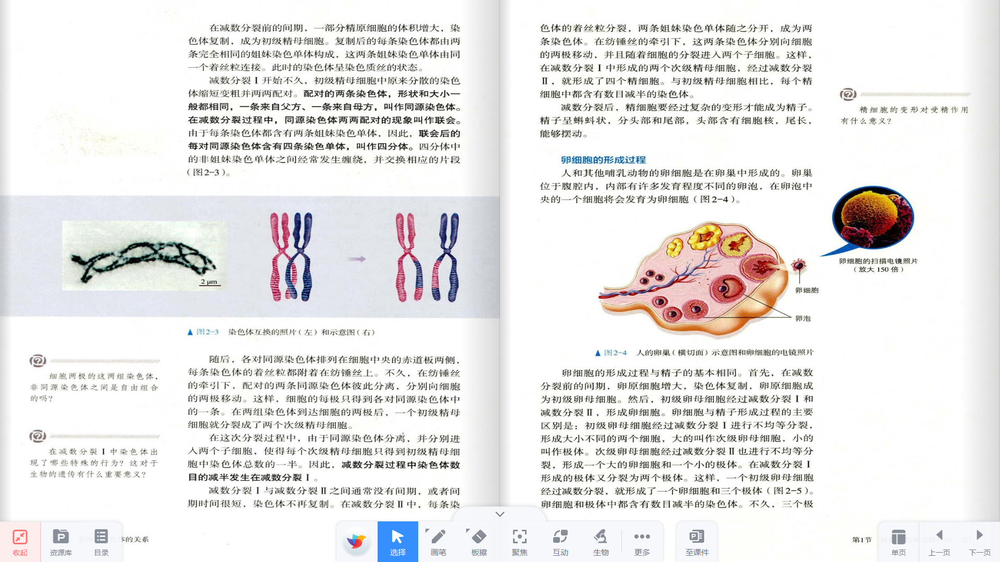 在减数分裂前的间期，一部分精原细胞的体积增大，染
色体复制，成为初级精母细胞。复制后的每条染色体都由两
条完全相同的姐妹染色单体构成，这两条姐妹染色单体由同
一个着丝粒连接。此时的染色体呈染色质丝的状态。
减数分裂Ⅰ开始不久，初级精母细胞中原来分散的染色
体缩短变粗并两两配对。配对的两条染色体，形状和大小一
般都相同，一条来自父方、一条来自母方，叫作同源染色体。
在减数分裂过程中，同源染色体两两配对的现象叫作联会。
由于每条染色体都含有两条姐妹染色单体，因此，联会后的
每对同源染色体含有四条染色单体，叫作四分体。四分体中
的非姐妹染色单体之间经常发生缠绕，并交换相应的片段
（图2-3）。
2 μm
▲ 图2-3 染色体互换的照片（左）和示意图（右）
细胞两极的这两组染色体，
非同源染色体之间是自由组合
的吗？
在减数分裂Ⅰ中染色体出
现了哪些特殊的行为？这对于
生物的遗传有什么重要意义？
随后，各对同源染色体排列在细胞中央的赤道板两侧，
每条染色体的着丝粒都附着在纺锤丝上。不久，在纺锤丝
的牵引下，配对的两条同源染色体彼此分离，分别向细胞
的两极移动。这样，细胞的每极只得到各对同源染色体中
的一条。在两组染色体到达细胞的两极后，一个初级精母
细胞就分裂成了两个次级精母细胞。
在这次分裂过程中，由于同源染色体分离，并分别进
入两个子细胞，使得每个次级精母细胞只得到初级精母细
胞中染色体总数的一半。因此，减数分裂过程中染色体数
目的减半发生在减数分裂Ⅰ。
减数分裂Ⅰ与减数分裂Ⅱ之间通常没有间期，或者间
期时间很短，染色体不再复制。在减数分裂Ⅱ中，每条染
色体的着丝粒分裂，两条姐妹染色单体随之分开，成为两
条染色体。在纺锤丝的牵引下，这两条染色体分别向细胞
的两极移动，并且随着细胞的分裂进入两个子细胞。这样，
在减数分裂Ⅰ中形成的两个次级精母细胞，经过减数分裂
Ⅱ，就形成了四个精细胞。与初级精母细胞相比，每个精
细胞中都含有数目减半的染色体。
减数分裂后，精细胞要经过复杂的变形才能成为精子。
精子呈蝌蚪状，分头部和尾部，头部含有细胞核，尾长，
能够摆动。
精细胞的变形对受精作用
有什么意义？
卵细胞的形成过程
人和其他哺乳动物的卵细胞是在卵巢中形成的。卵巢
位于腹腔内，内部有许多发育程度不同的卵泡，在卵泡中
央的一个细胞将会发育为卵细胞（图2-4）。
卵细胞的扫描电镜照片
（放大 150 倍）
卵细胞
卵泡
▲ 图2-4 人的卵巢（横切面）示意图和卵细胞的电镜照片
卵细胞的形成过程与精子的基本相同。首先，在减数
分裂前的间期，卵原细胞增大，染色体复制，卵原细胞成
为初级卵母细胞。然后，初级卵母细胞经过减数分裂Ⅰ和
减数分裂Ⅱ，形成卵细胞。卵细胞与精子形成过程的主要
区别是：初级卵母细胞经过减数分裂Ⅰ进行不均等分裂，
形成大小不同的两个细胞，大的叫作次级卵母细胞，小的
叫作极体。次级卵母细胞经过减数分裂Ⅱ也进行不均等分
裂，形成一个大的卵细胞和一个小的极体。在减数分裂Ⅰ
形成的极体又分裂为两个极体。这样，一个初级卵母细胞
经过减数分裂，就形成了一个卵细胞和三个极体（图2-5）。
卵细胞和极体中都含有数目减半的染色体。不久，三个极
体的关系
第1节
收起 资源库 目录 选择 画笔 板擦 聚焦 互动 生物 更多 至课件 单页 上一页 下一页